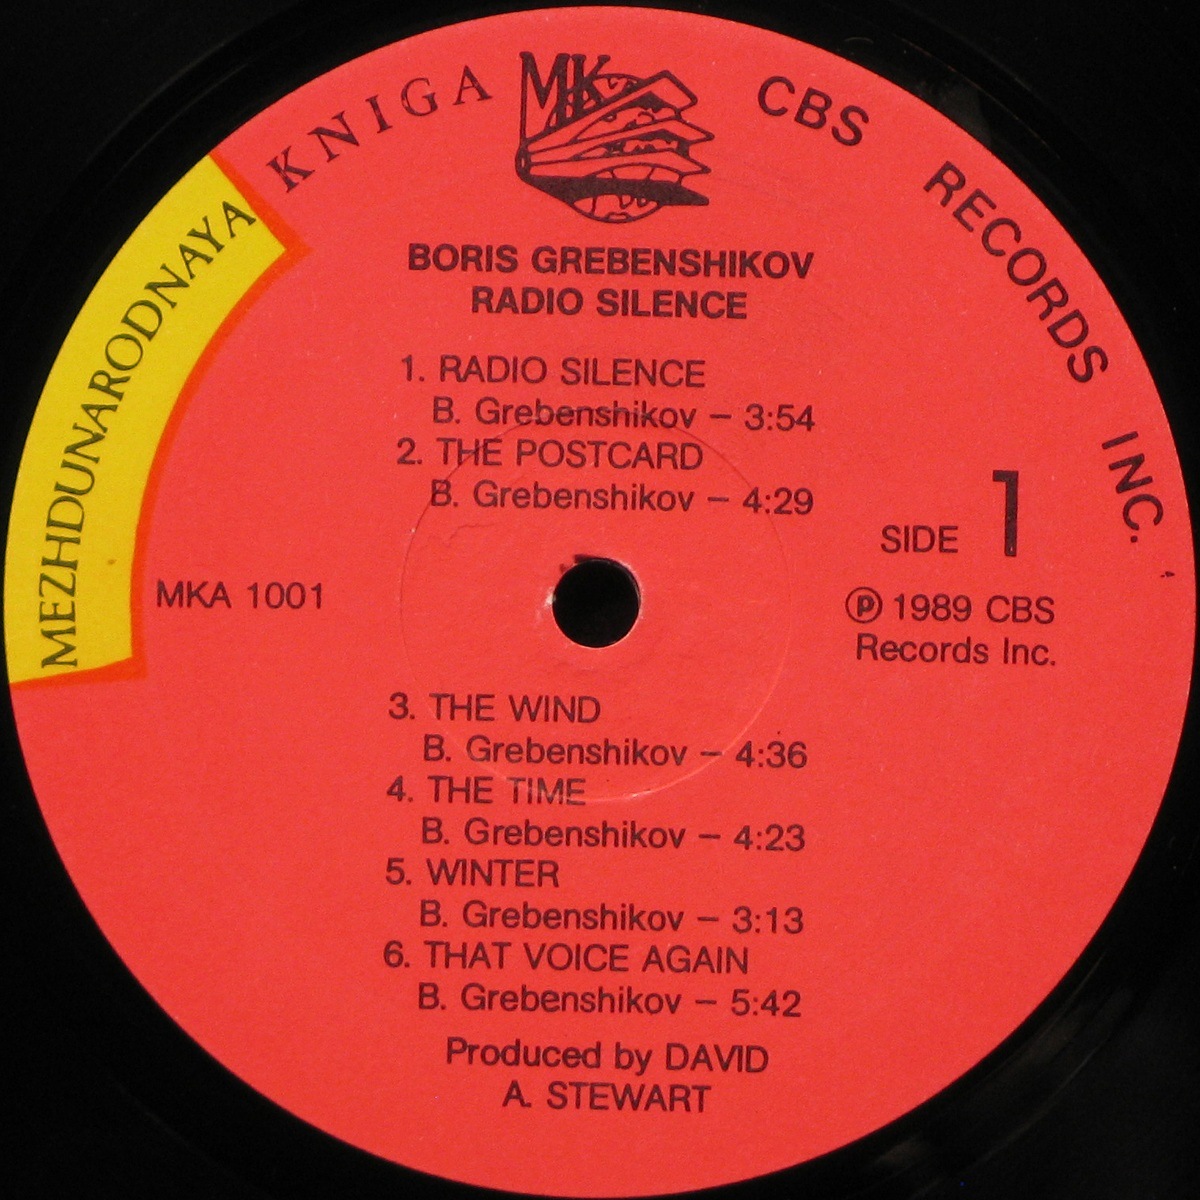 MEZHDUNARODNAYA KNIGA
MK
CBS RECORDS INC.
BORIS GREBENSHIKOV
RADIO SILENCE
1. RADIO SILENCE
B. Grebenshikov – 3:54
2. THE POSTCARD
B. Grebenshikov – 4:29
SIDE 1
MKA 1001
Ⓟ 1989 CBS
Records Inc.
3. THE WIND
B. Grebenshikov – 4:36
4. THE TIME
B. Grebenshikov – 4:23
5. WINTER
B. Grebenshikov – 3:13
6. THAT VOICE AGAIN
B. Grebenshikov – 5:42
Produced by DAVID
A. STEWART